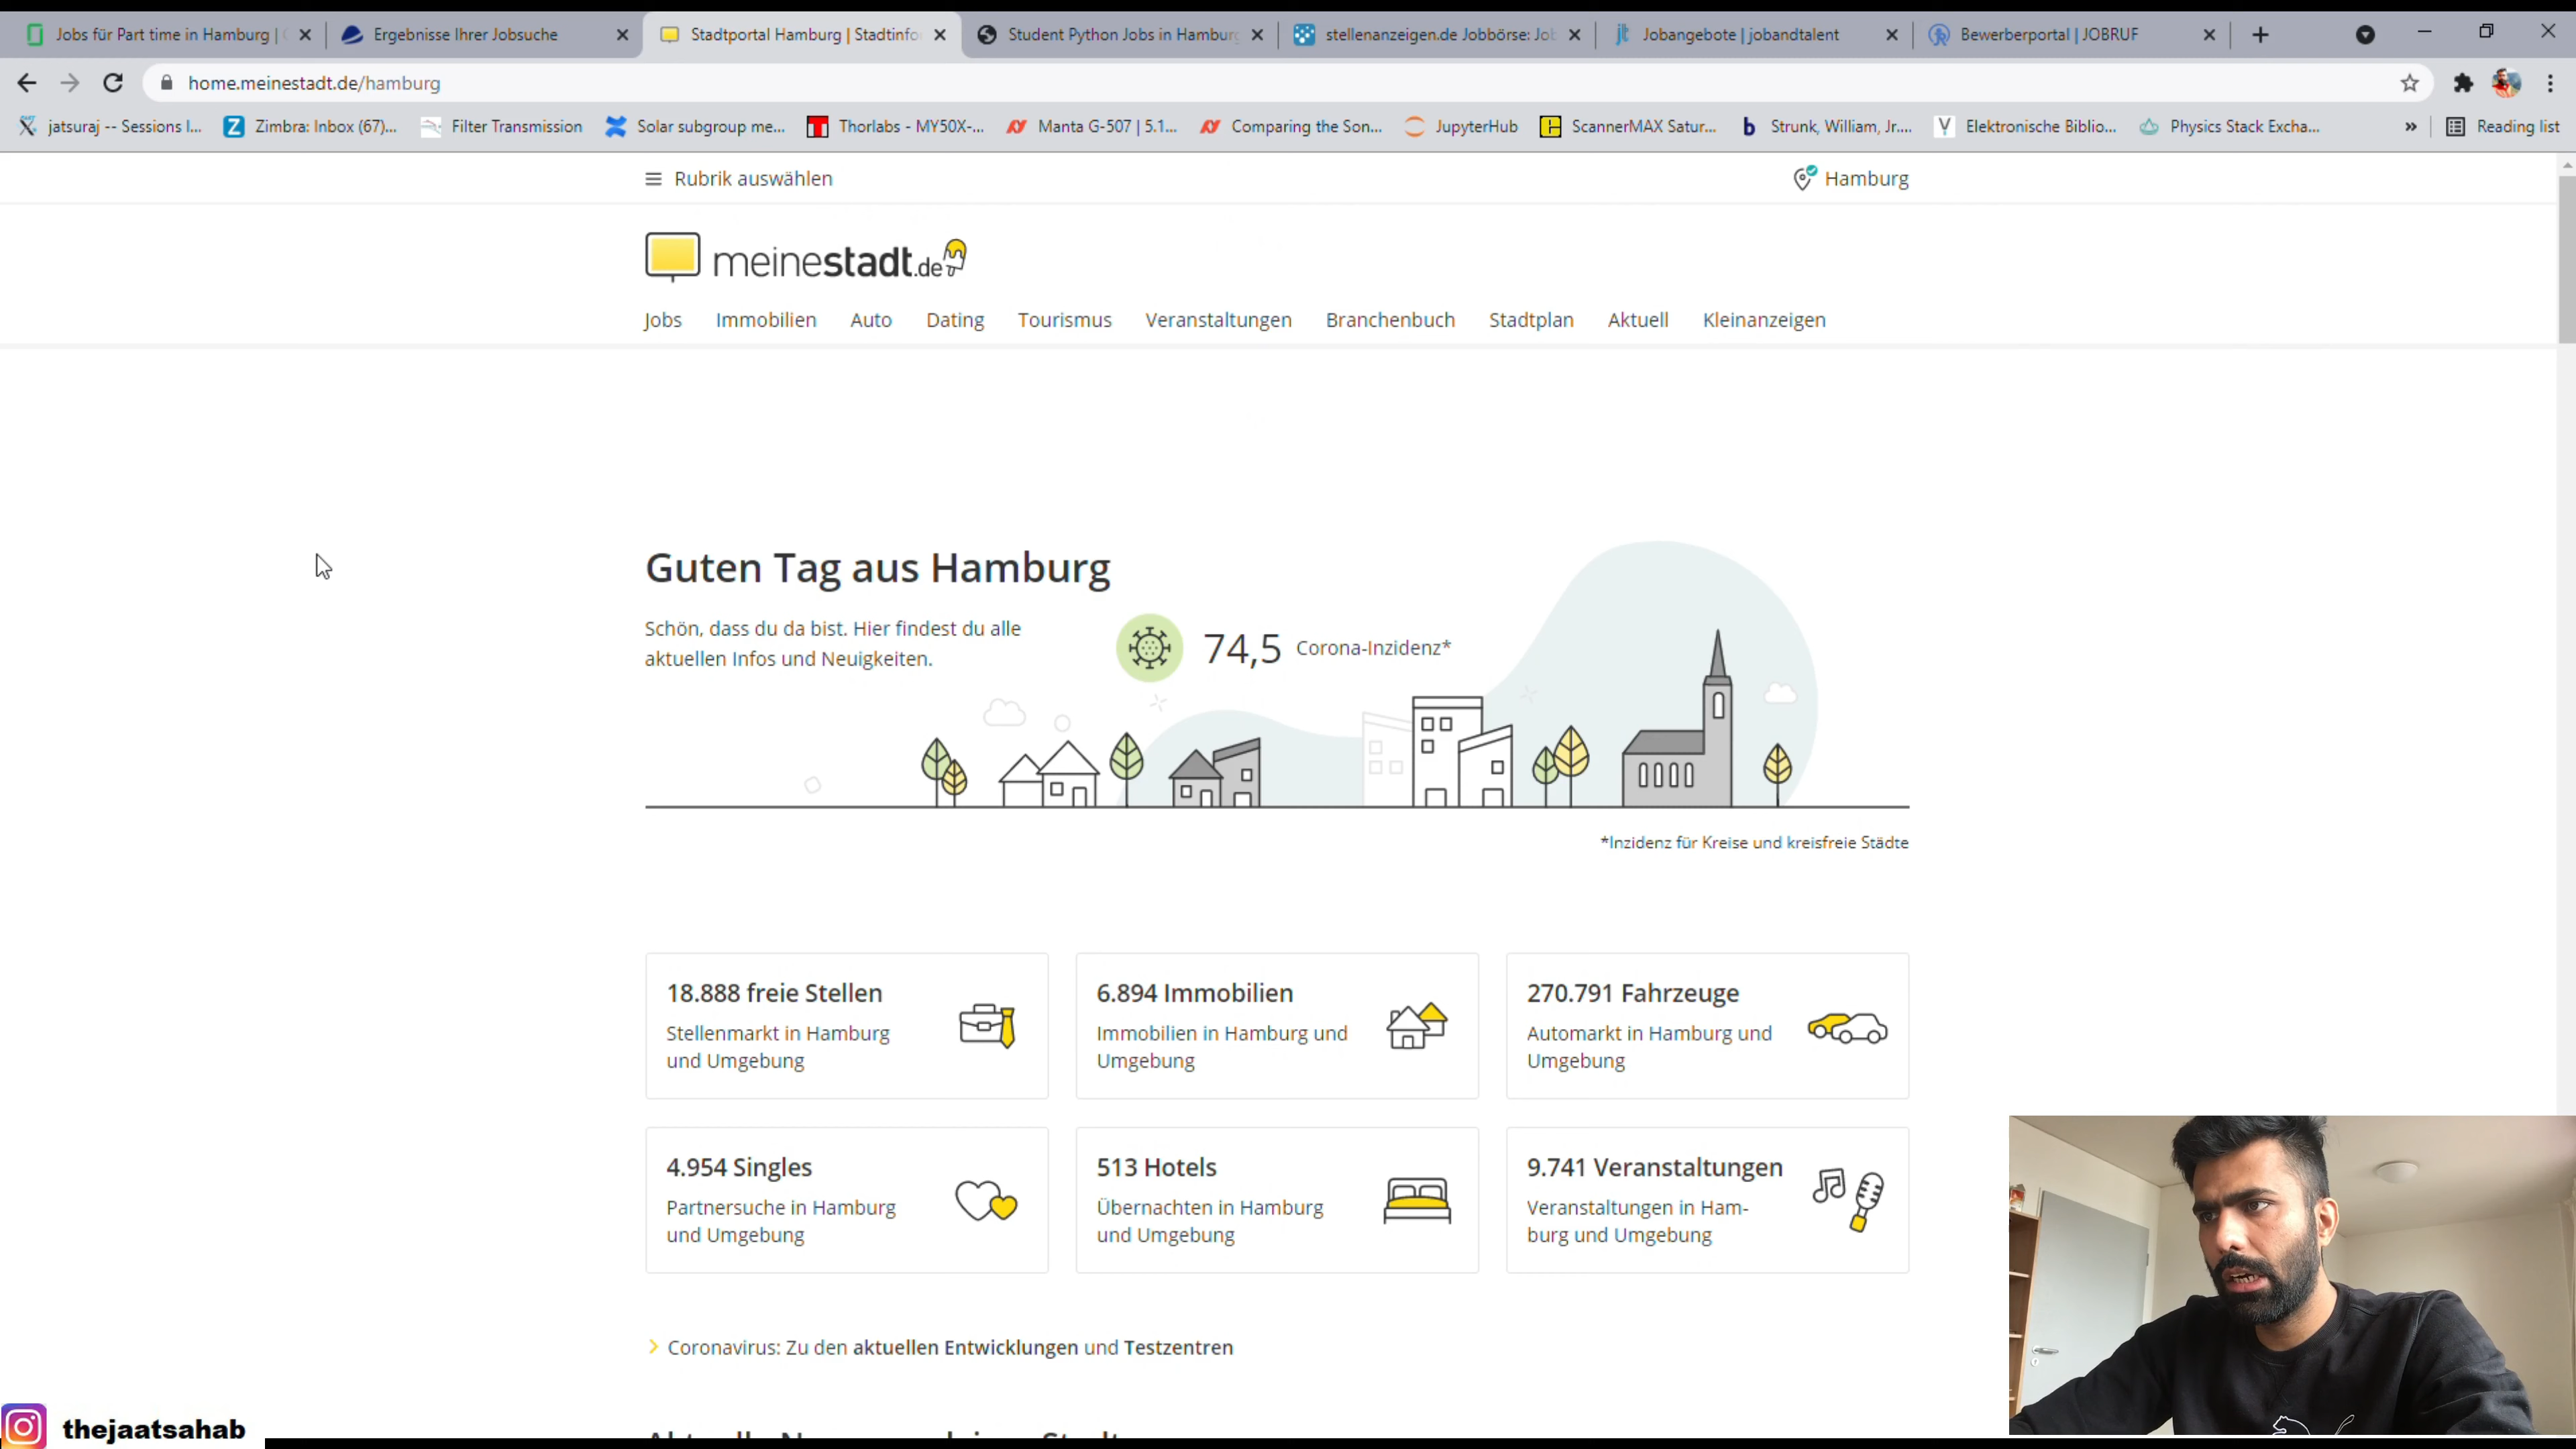 Jobs für Part time in Hamburg |
Ergebnisse Ihrer Jobsuche
Stadtportal Hamburg | Stadtinfo
Student Python Jobs in Hamburg
stellenanzeigen.de Jobbörse: Job
Jobangebote | jobandtalent
Bewerberportal | JOBRUF
home.meinestadt.de/hamburg
jatsuraj -- Sessions I...
Zimbra: Inbox (67)...
Filter Transmission
Solar subgroup me...
Thorlabs - MY50X-...
Manta G-507 | 5.1...
Comparing the Son...
JupyterHub
ScannerMAX Satur...
Strunk, William, Jr....
Elektronische Biblio...
Physics Stack Excha...
»
Reading list
Rubrik auswählen
Hamburg
meinestadt.de
Jobs Immobilien Auto Dating Tourismus Veranstaltungen Branchenbuch Stadtplan Aktuell Kleinanzeigen
Guten Tag aus Hamburg
Schön, dass du da bist. Hier findest du alle
aktuellen Infos und Neuigkeiten.
74,5 Corona-Inzidenz*
*Inzidenz für Kreise und kreisfreie Städte
18.888 freie Stellen
Stellenmarkt in Hamburg
und Umgebung
6.894 Immobilien
Immobilien in Hamburg und
Umgebung
270.791 Fahrzeuge
Automarkt in Hamburg und
Umgebung
4.954 Singles
Partnersuche in Hamburg
und Umgebung
513 Hotels
Übernachten in Hamburg
und Umgebung
9.741 Veranstaltungen
Veranstaltungen in Ham-
burg und Umgebung
Coronavirus: Zu den aktuellen Entwicklungen und Testzentren
thejaatsahab